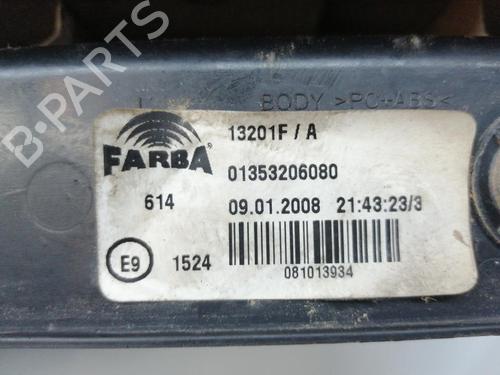 BODY >PC-ABS<
13201F / A
FARBA
01353206080
614
09.01.2008 21:43:23/3
E9
1524
081013934
B-PARTS